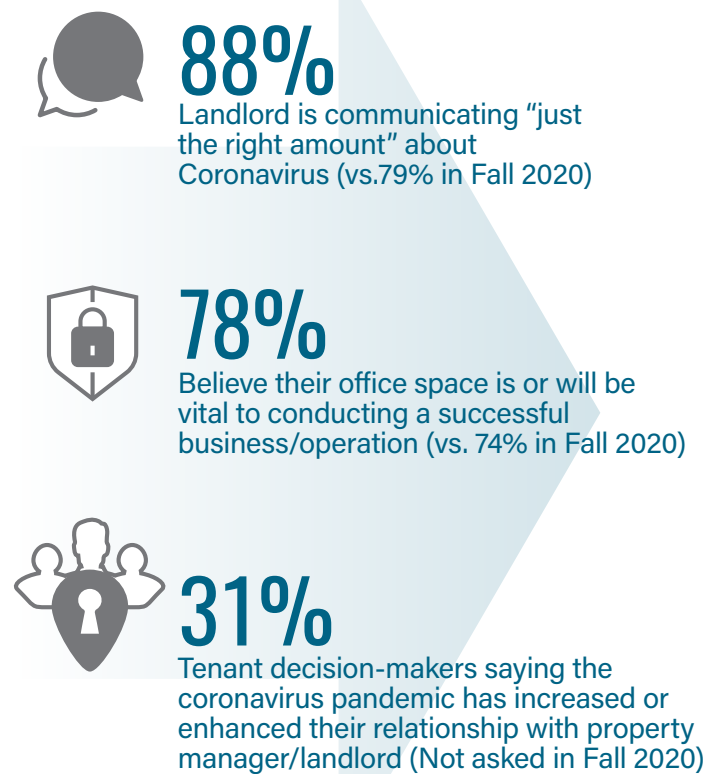 88%
Landlord is communicating “just
the right amount” about
Coronavirus (vs.79% in Fall 2020)
78%
Believe their office space is or will be
vital to conducting a successful
business/operation (vs. 74% in Fall 2020)
31%
Tenant decision-makers saying the
coronavirus pandemic has increased or
enhanced their relationship with property
manager/landlord (Not asked in Fall 2020)